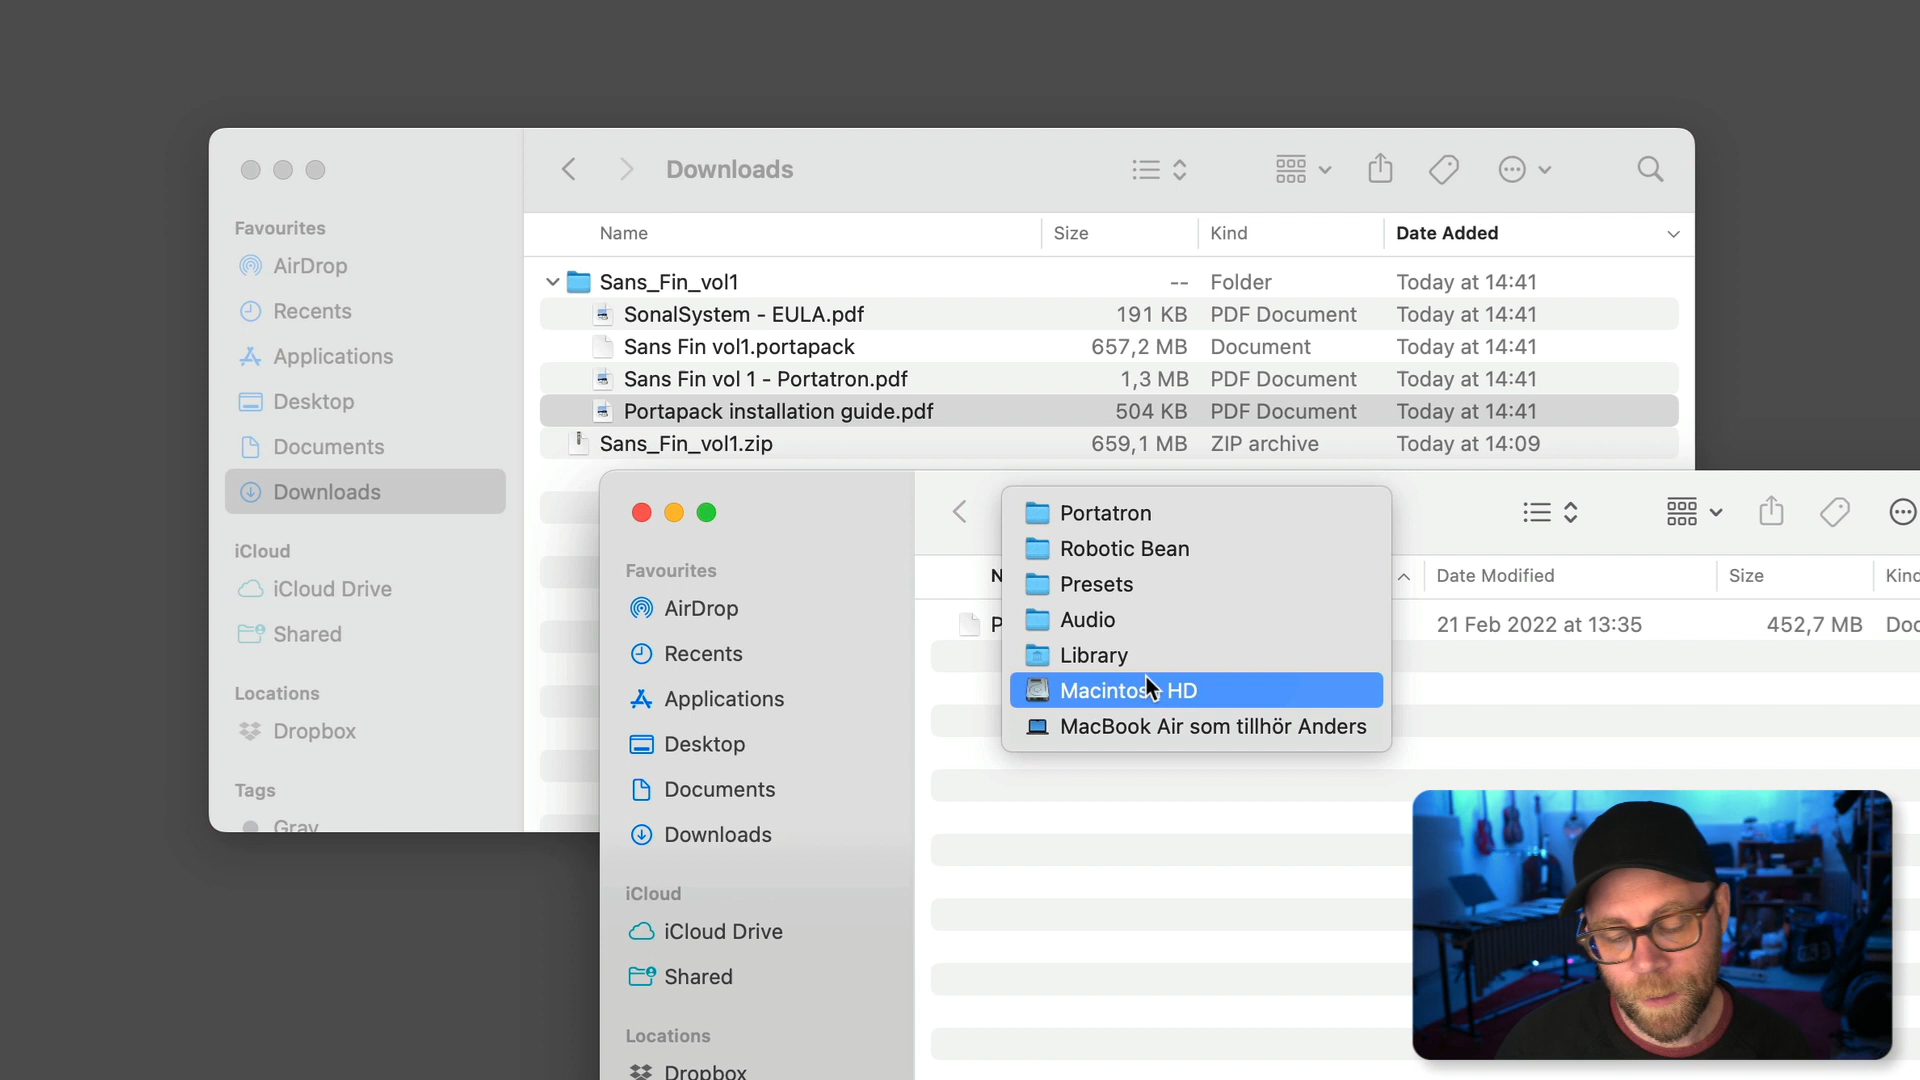 Downloads
Favourites
AirDrop
Recents
Applications
Desktop
Documents
Downloads
iCloud
iCloud Drive
Shared
Locations
Dropbox
Tags
Gray
Name Size Kind Date Added
Sans_Fin_vol1 -- Folder Today at 14:41
SonalSystem - EULA.pdf 191 KB PDF Document Today at 14:41
Sans Fin vol1.portapack 657,2 MB Document Today at 14:41
Sans Fin vol 1 - Portatron.pdf 1,3 MB PDF Document Today at 14:41
Portapack installation guide.pdf 504 KB PDF Document Today at 14:41
Sans_Fin_vol1.zip 659,1 MB ZIP archive Today at 14:09
Favourites
AirDrop
Recents
Applications
Desktop
Documents
Downloads
iCloud
iCloud Drive
Shared
Locations
Dropbox
Portatron
Robotic Bean
Presets
Audio
Library
Macintosh HD
MacBook Air som tillhör Anders
N Date Modified Size Kind
P 21 Feb 2022 at 13:35 452,7 MB Doc